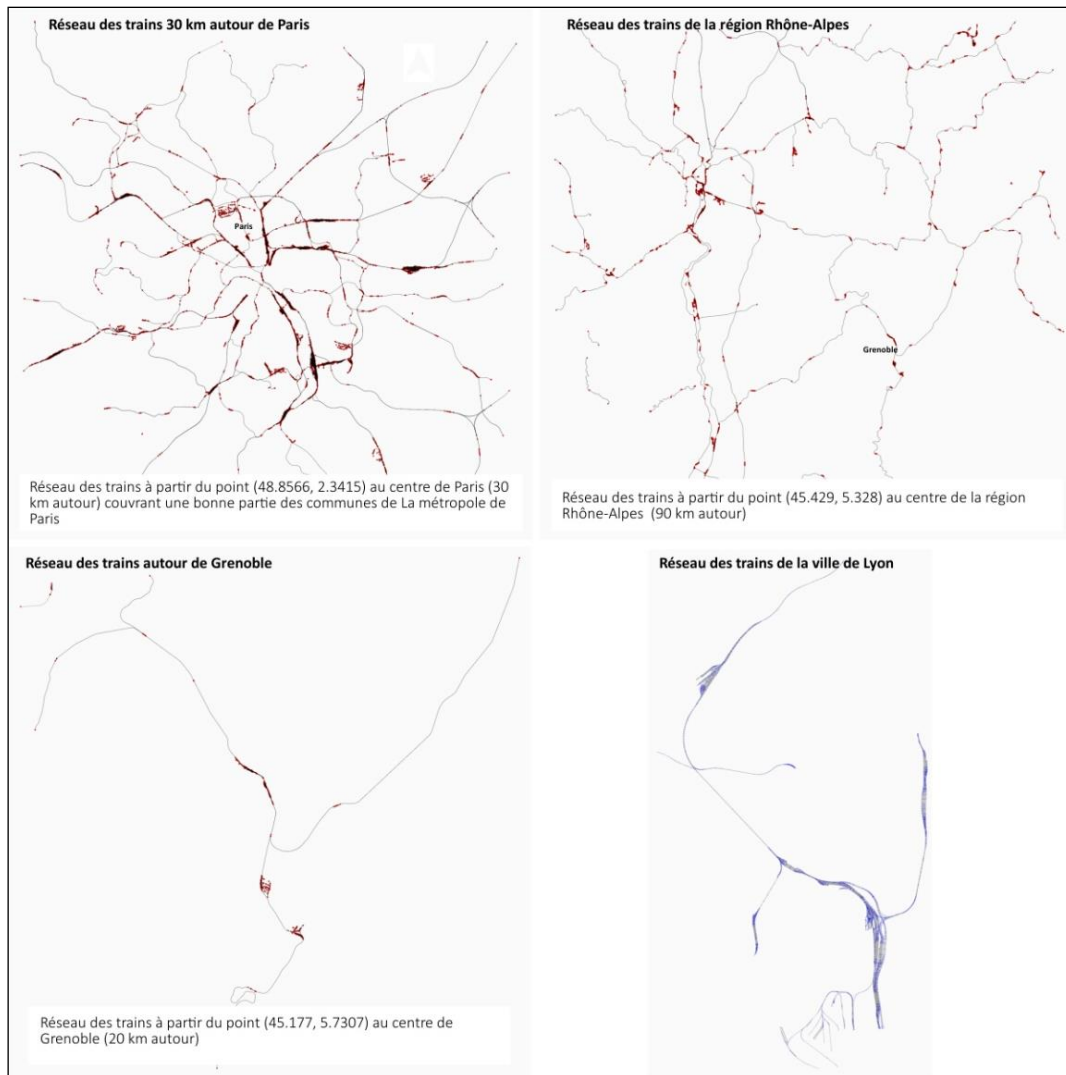 Réseau des trains 30 km autour de Paris
Paris
Réseau des trains à partir du point (48.8566, 2.3415) au centre de Paris (30
km autour) couvrant une bonne partie des communes de La métropole de
Paris
Réseau des trains de la région Rhône-Alpes
Grenoble
Réseau des trains à partir du point (45.429, 5.328) au centre de la région
Rhône-Alpes (90 km autour)
Réseau des trains autour de Grenoble
Réseau des trains à partir du point (45.177, 5.7307) au centre de
Grenoble (20 km autour)
Réseau des trains de la ville de Lyon